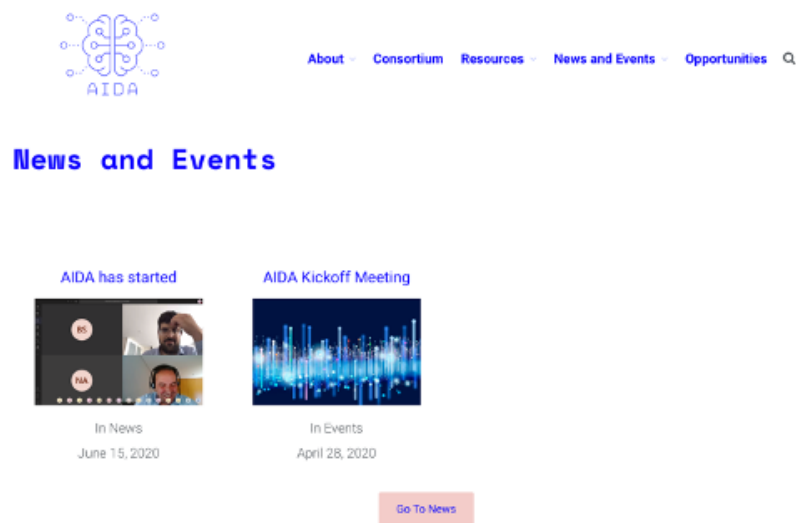 AIDA
About Consortium Resources News and Events Opportunities
News and Events
AIDA has started
AIDA Kickoff Meeting
BS
NA
In News
In Events
June 15, 2020
April 28, 2020
Go To News